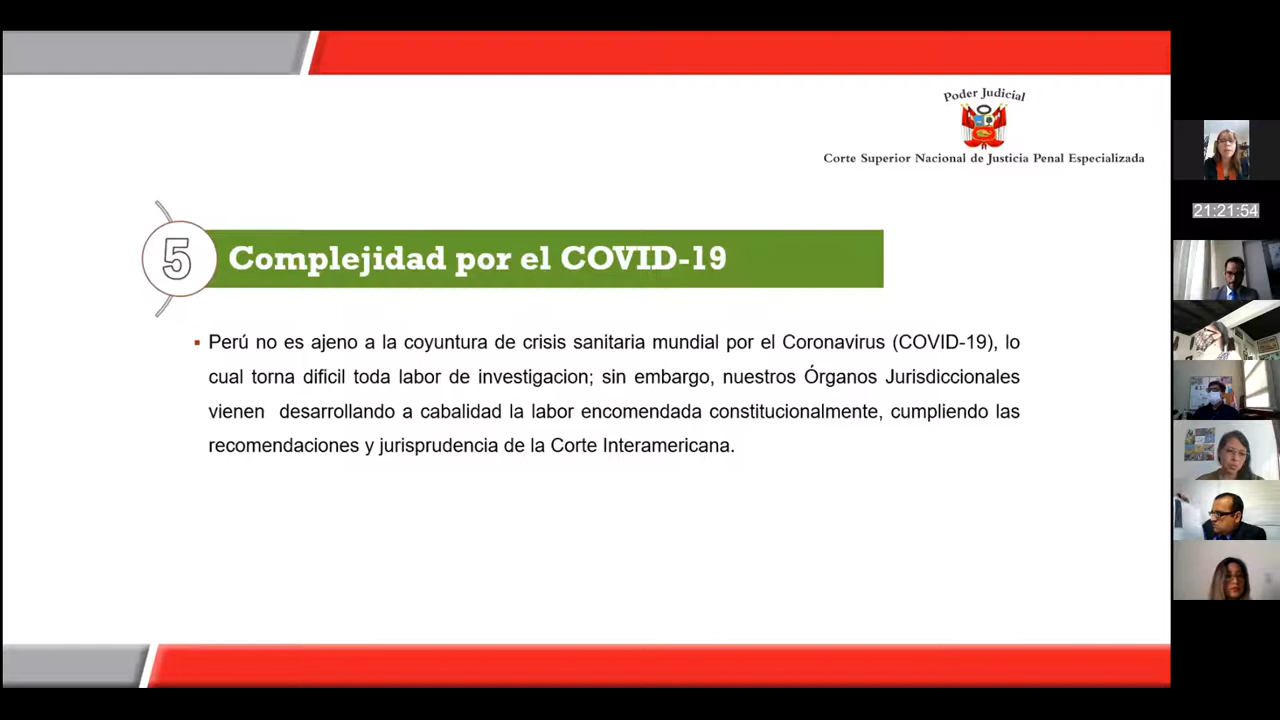 Poder Judicial
Corte Superior Nacional de Justicia Penal Especializada
5
Complejidad por el COVID-19
21:21:54
▪ Perú no es ajeno a la coyuntura de crisis sanitaria mundial por el Coronavirus (COVID-19), lo
cual torna dificil toda labor de investigacion; sin embargo, nuestros Órganos Jurisdiccionales
vienen desarrollando a cabalidad la labor encomendada constitucionalmente, cumpliendo las
recomendaciones y jurisprudencia de la Corte Interamericana.